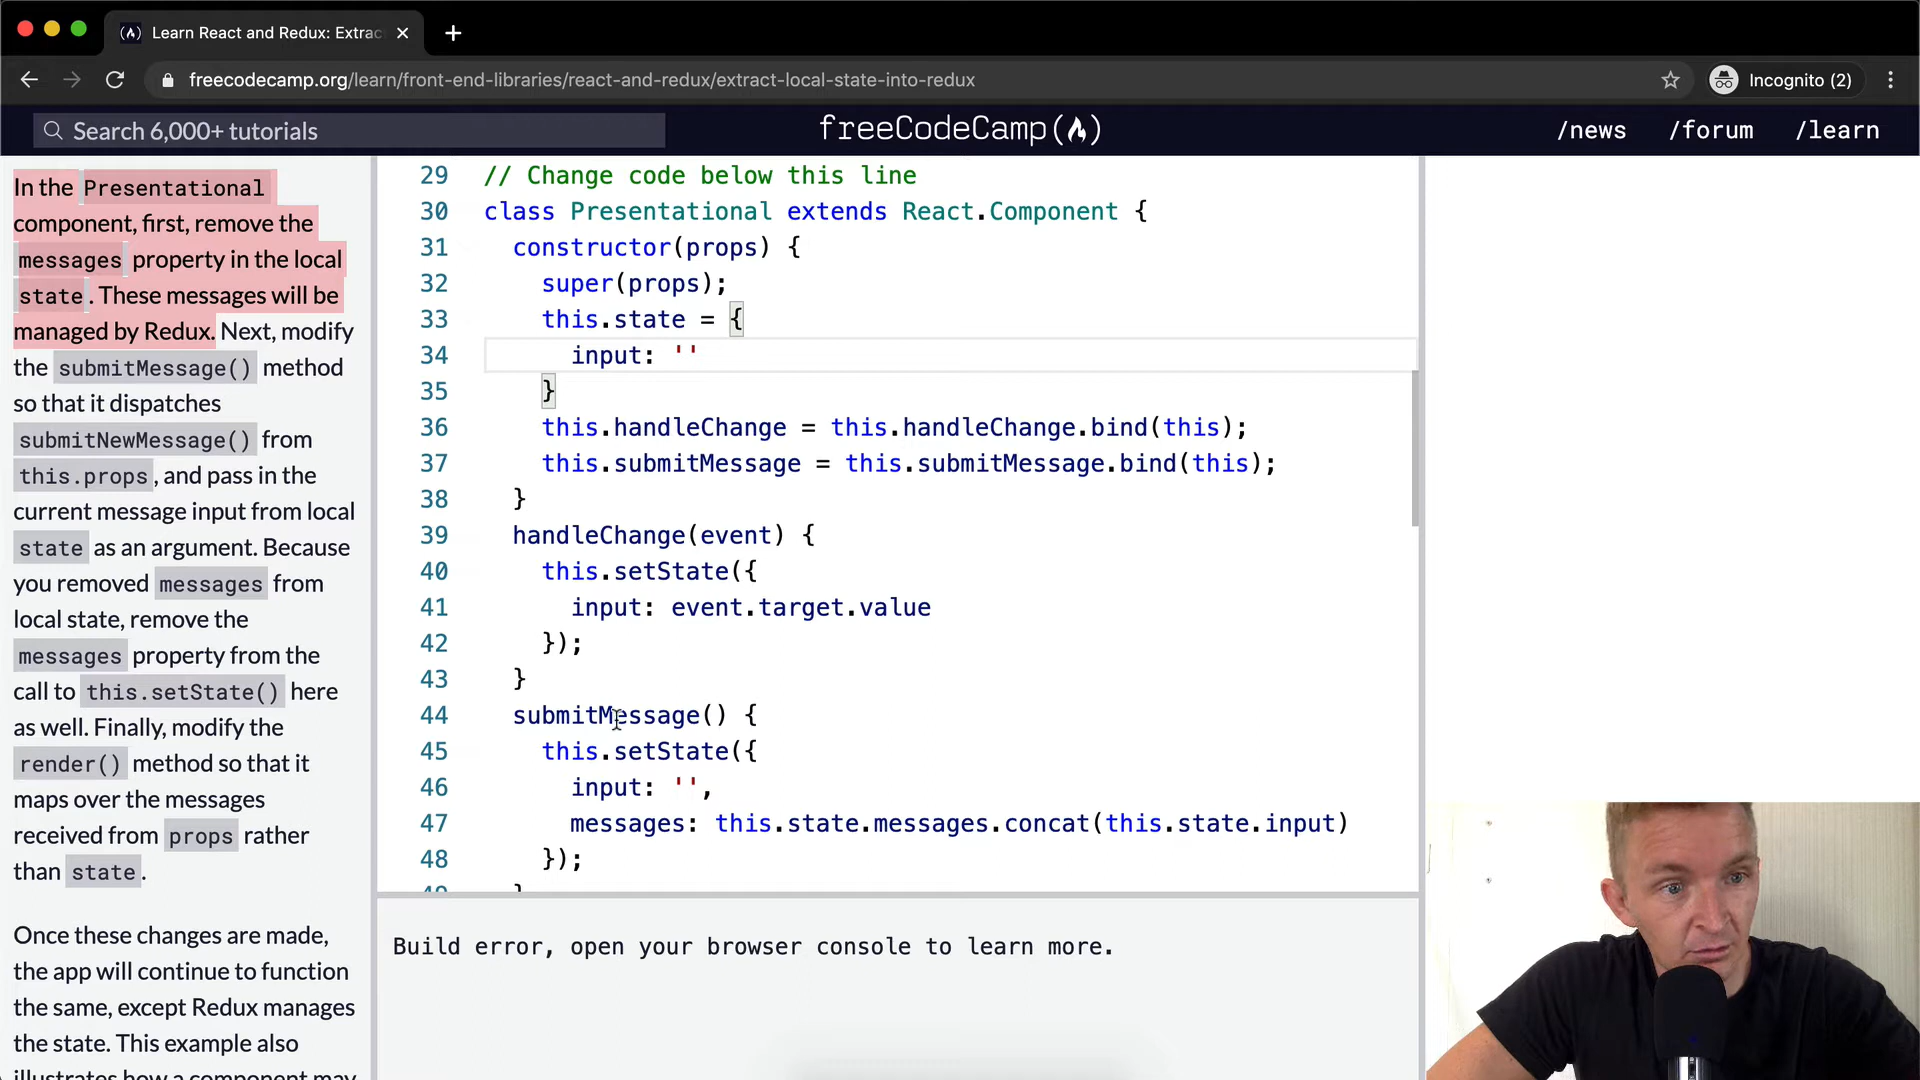 Learn React and Redux: Extrac
freecodecamp.org/learn/front-end-libraries/react-and-redux/extract-local-state-into-redux
Incognito (2)
Search 6,000+ tutorials
freeCodeCamp
/news
/forum
/learn
In the Presentational
component, first, remove the
messages property in the local
state . These messages will be
managed by Redux. Next, modify
the submitMessage() method
so that it dispatches
submitNewMessage() from
this.props , and pass in the
current message input from local
state as an argument. Because
you removed messages from
local state, remove the
messages property from the
call to this.setState() here
as well. Finally, modify the
render() method so that it
maps over the messages
received from props rather
than state .
Once these changes are made,
the app will continue to function
the same, except Redux manages
the state. This example also
illustrates how a component may
29 // Change code below this line
30 class Presentational extends React.Component {
31 constructor(props) {
32 super(props);
33 this.state = {
34 input: ''
35 }
36 this.handleChange = this.handleChange.bind(this);
37 this.submitMessage = this.submitMessage.bind(this);
38 }
39 handleChange(event) {
40 this.setState({
41 input: event.target.value
42 });
43 }
44 submitMessage() {
45 this.setState({
46 input: '',
47 messages: this.state.messages.concat(this.state.input)
48 });
49 }
Build error, open your browser console to learn more.